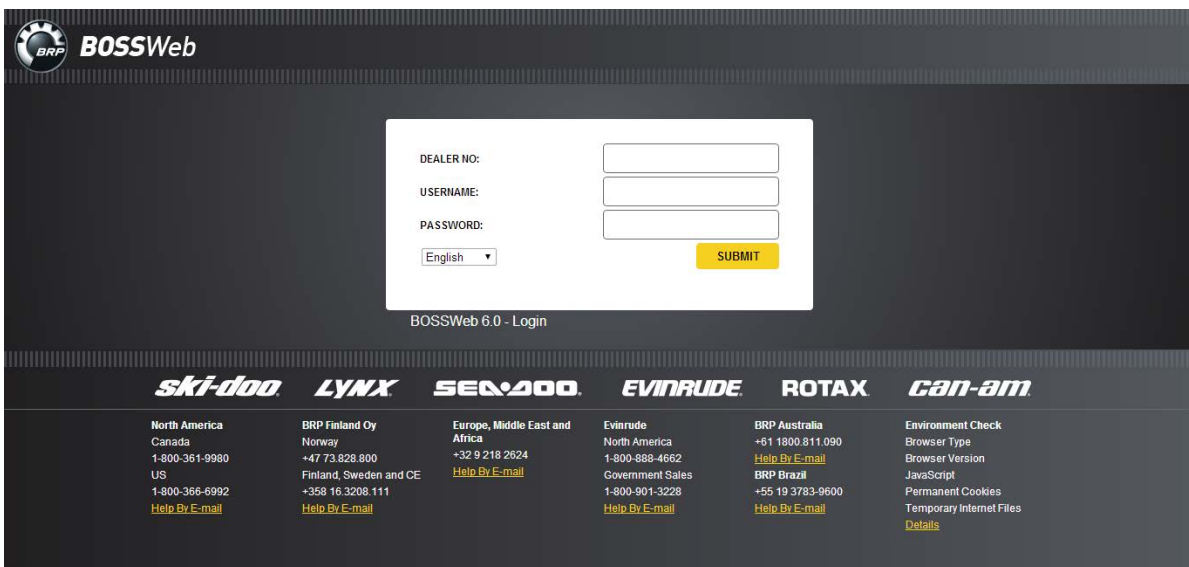 BRP BOSSWeb
DEALER NO:
USERNAME:
PASSWORD:
English
SUBMIT
BOSSWeb 6.0 - Login
ski-doo LYNX SEA-DOO EVINRUDE ROTAX can-am
North America
Canada
1-800-361-9980
US
1-800-366-6992
Help By E-mail
BRP Finland Oy
Norway
+47 73.828.800
Finland, Sweden and CE
+358 16.3208.111
Help By E-mail
Europe, Middle East and
Africa
+32 9 218 2624
Help By E-mail
Evinrude
North America
1-800-888-4662
Government Sales
1-800-901-3228
Help By E-mail
BRP Australia
+61 1800.811.090
Help By E-mail
BRP Brazil
+55 19 3783-9600
Help By E-mail
Environment Check
Browser Type
Browser Version
JavaScript
Permanent Cookies
Temporary Internet Files
Details